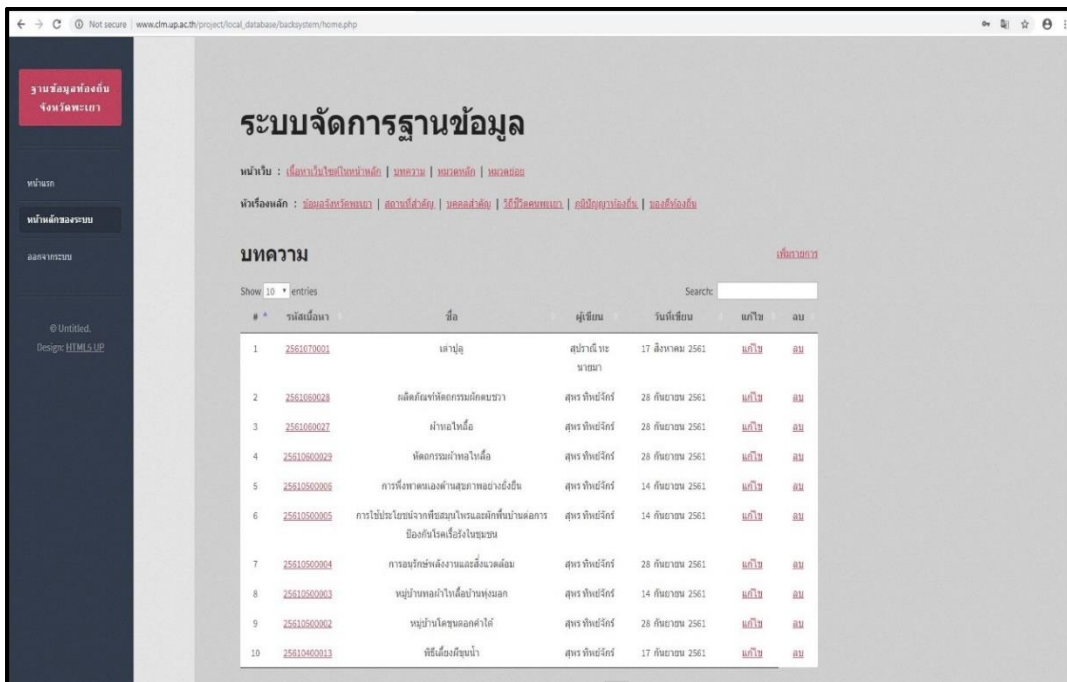 Not secure | www.clm.up.ac.th/project/local_database/backsystem/home.php
ฐานข้อมูลท้องถิ่น
จังหวัดพะเยา
หน้าแรก
หน้าหลักของระบบ
ออกจากระบบ
© Untitled.
Design: HTML5 UP
ระบบจัดการฐานข้อมูล
หน้าเว็บ : เนื้อหาเว็บไซต์ในหน้าหลัก | บทความ | หมวดหลัก | หมวดย่อย
หัวเรื่องหลัก : ข้อมูลจังหวัดพะเยา | สถานที่สำคัญ | บุคคลสำคัญ | วิถีชีวิตคนพะเยา | ภูมิปัญญาท้องถิ่น | ของดีท้องถิ่น
บทความ เพิ่มรายการ
Show 10 entries Search:
# รหัสเนื้อหา ชื่อ ผู้เขียน วันที่เขียน แก้ไข ลบ
1 2561070001 เตาปูลู สุปราณี 17 สิงหาคม 2561 แก้ไข ลบ
2 2561060028 ผลิตภัณฑ์หัตถกรรมผักตบชวา สุพร ทิพย์จักร์ 28 กันยายน 2561 แก้ไข ลบ
3 2561060027 ผ้าทอไทลื้อ สุพร ทิพย์จักร์ 28 กันยายน 2561 แก้ไข ลบ
4 25610600029 หัตถกรรมผ้าทอไทลื้อ สุพร ทิพย์จักร์ 28 กันยายน 2561 แก้ไข ลบ
5 25610500006 การพึ่งพาตนเองด้านสุขภาพอย่างยั่งยืน สุพร ทิพย์จักร์ 14 กันยายน 2561 แก้ไข ลบ
6 25610500005 การใช้ประโยชน์จากพืชสมุนไพรและผักพื้นบ้านต่อการ สุพร ทิพย์จักร์ 14 กันยายน 2561 แก้ไข ลบ
ป้องกันโรคเรื้อรังในชุมชน
7 25610500004 การอนุรักษ์พลังงานและสิ่งแวดล้อม สุพร ทิพย์จักร์ 28 กันยายน 2561 แก้ไข ลบ
8 25610500003 หมู่บ้านทอผ้าไทลื้อบ้านทุ่งมอก สุพร ทิพย์จักร์ 14 กันยายน 2561 แก้ไข ลบ
9 25610500002 หมู่บ้านโคขุนดอกคำใต้ สุพร ทิพย์จักร์ 28 กันยายน 2561 แก้ไข ลบ
10 25610400013 พิธีเลี้ยงผีขุนน้ำ สุพร ทิพย์จักร์ 17 กันยายน 2561 แก้ไข ลบ